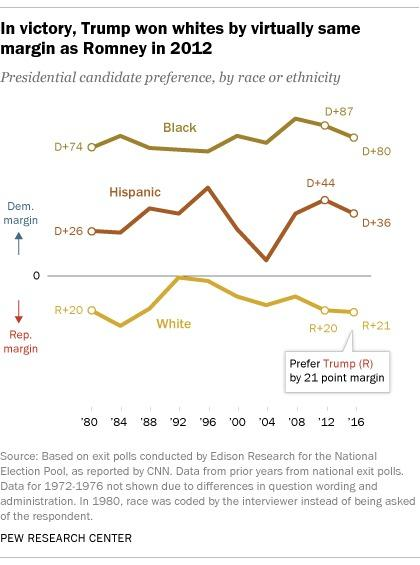 In victory, Trump won whites by virtually same
margin as Romney in 2012
Presidential candidate preference, by race or ethnicity
D+87
Black
D+74
D+80
Hispanic
D+44
Dem.
margin
D+26
D+36
0
R+20
White
R+20
R+21
Rep.
margin
Prefer Trump (R)
by 21 point margin
'80 '84 '88 '92 '96 '00 '04 '08 '12 '16
Source: Based on exit polls conducted by Edison Research for the National
Election Pool, as reported by CNN. Data from prior years from national exit polls.
Data for 1972-1976 not shown due to differences in question wording and
administration. In 1980, race was coded by the interviewer instead of being asked
of the respondent.
PEW RESEARCH CENTER